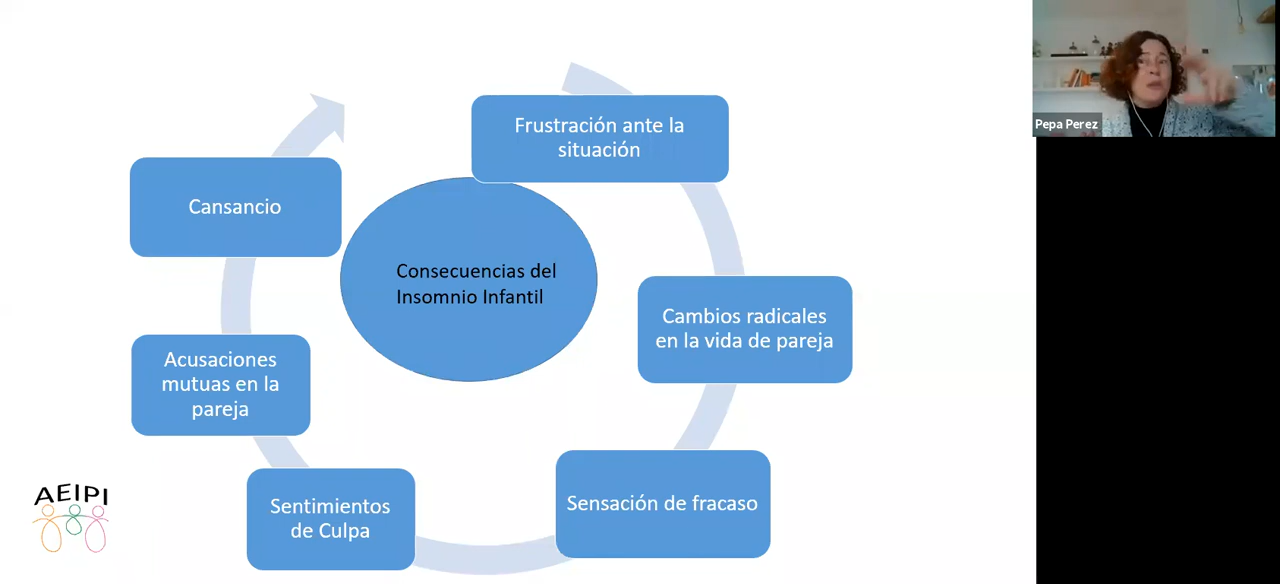 Frustración ante la
situación
Pepa Perez
Cansancio
Consecuencias del
Insomnio Infantil
Cambios radicales
en la vida de pareja
Acusaciones
mutuas en la
pareja
Sensación de fracaso
Sentimientos
de Culpa
AEIPI